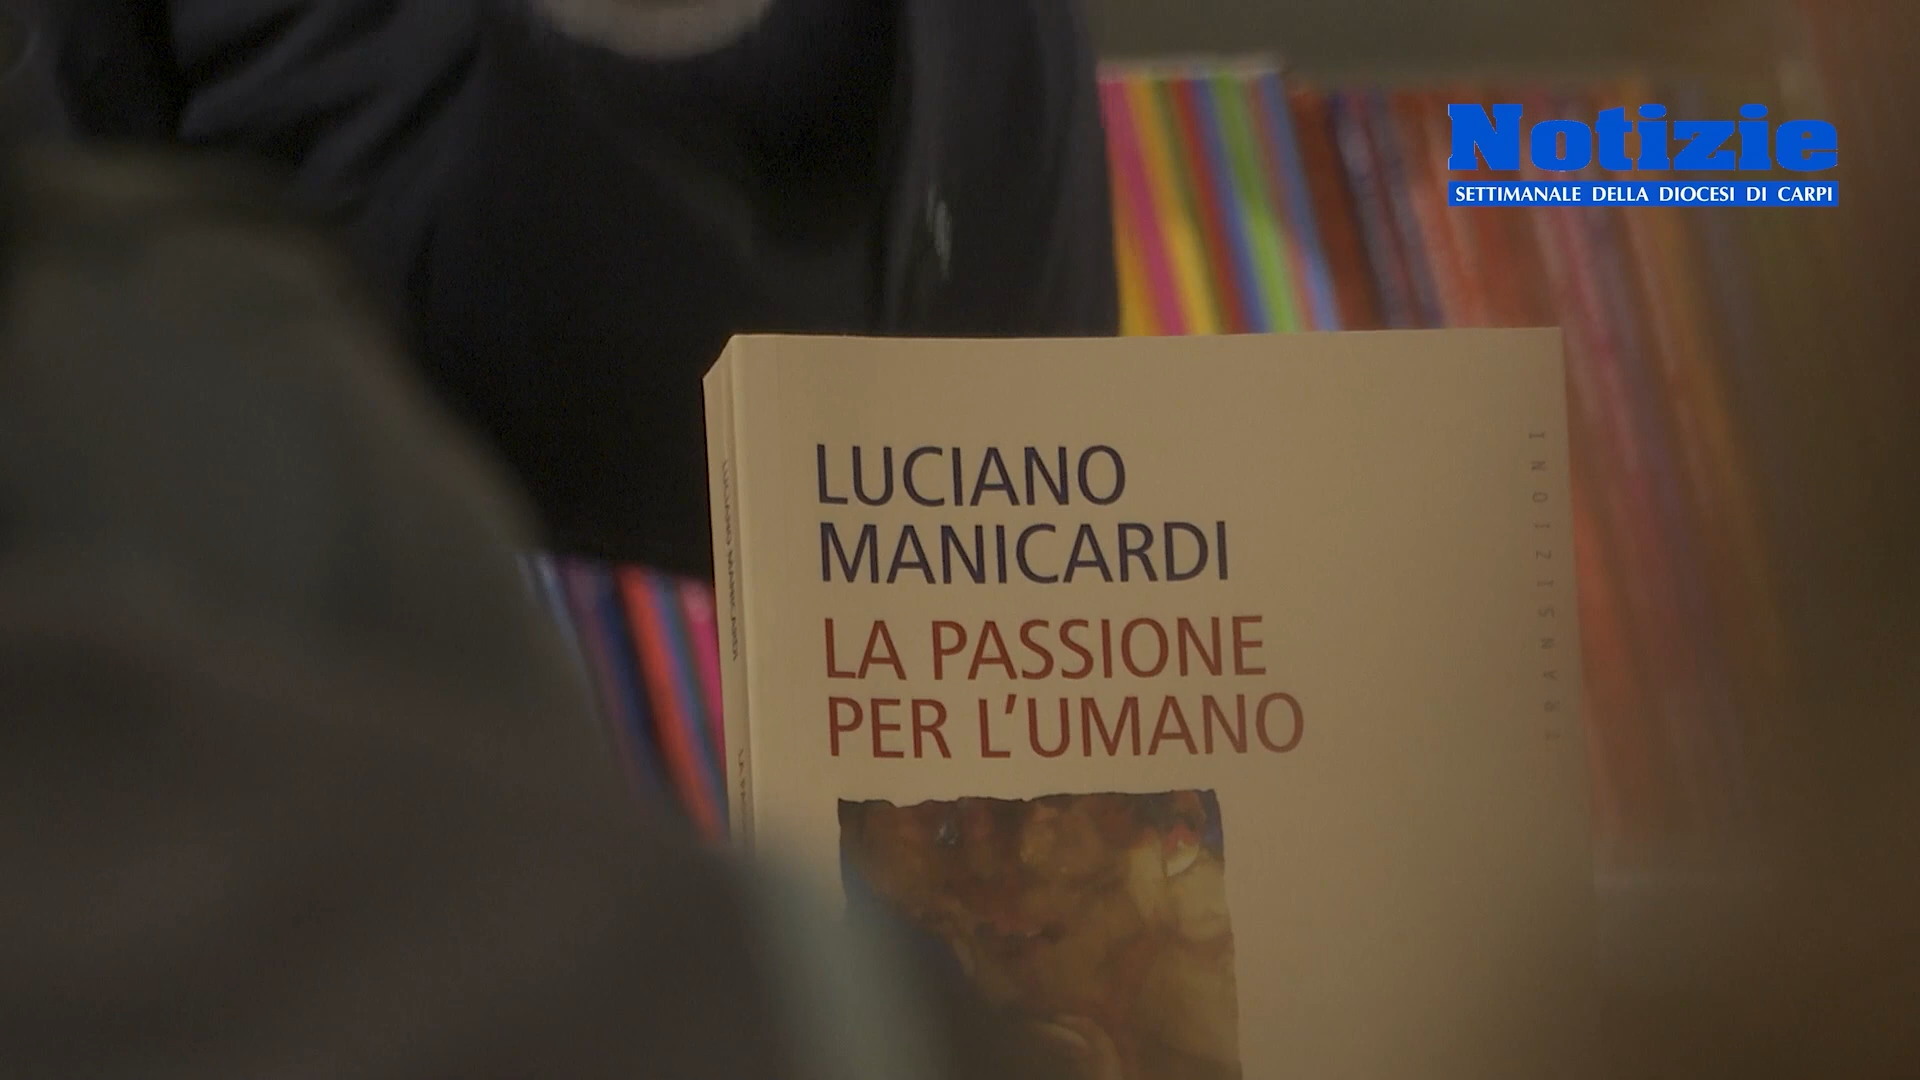 Notizie
SETTIMANALE DELLA DIOCESI DI CARPI
LUCIANO
MANICARDI
LA PASSIONE
PER L'UMANO
TRANSIZIONI